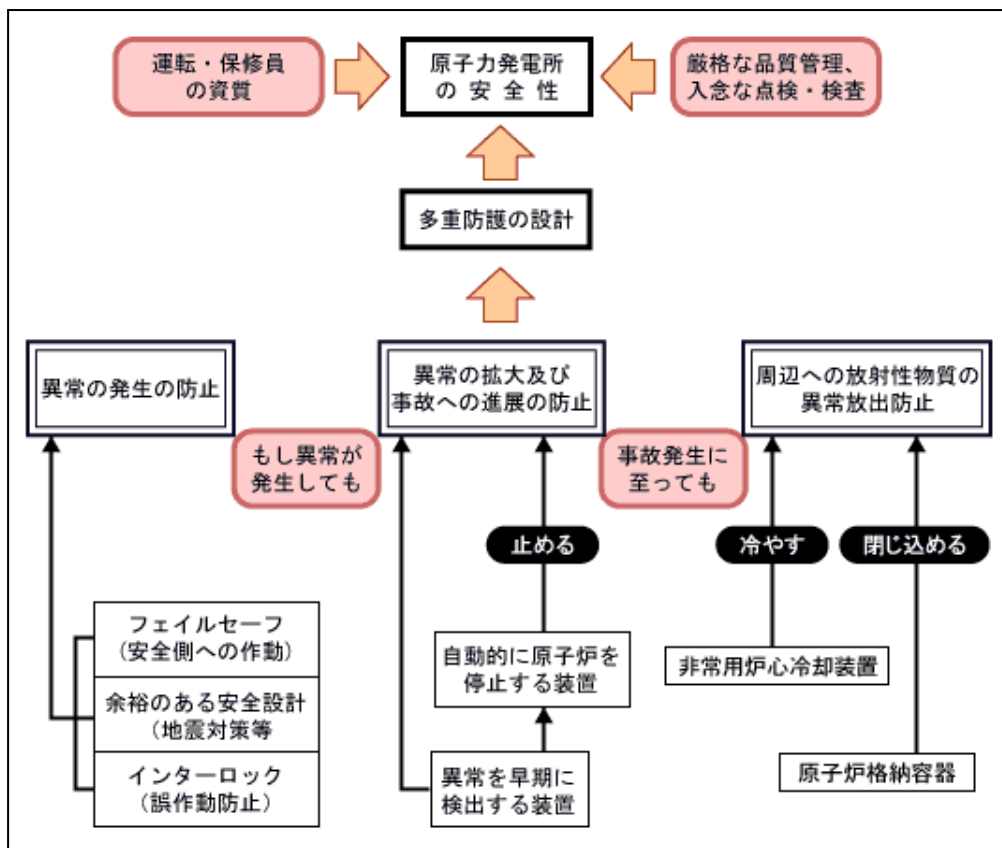 運転・保修員
の資質
原子力発電所
の安全性
厳格な品質管理、
入念な点検・検査
多重防護の設計
異常の発生の防止
異常の拡大及び
事故への進展の防止
周辺への放射性物質の
異常放出防止
もし異常が
発生しても
事故発生に
至っても
止める
冷やす
閉じ込める
フェイルセーフ
(安全側への作動)
余裕のある安全設計
(地震対策等
インターロック
(誤作動防止)
自動的に原子炉を
停止する装置
異常を早期に
検出する装置
非常用炉心冷却装置
原子炉格納容器